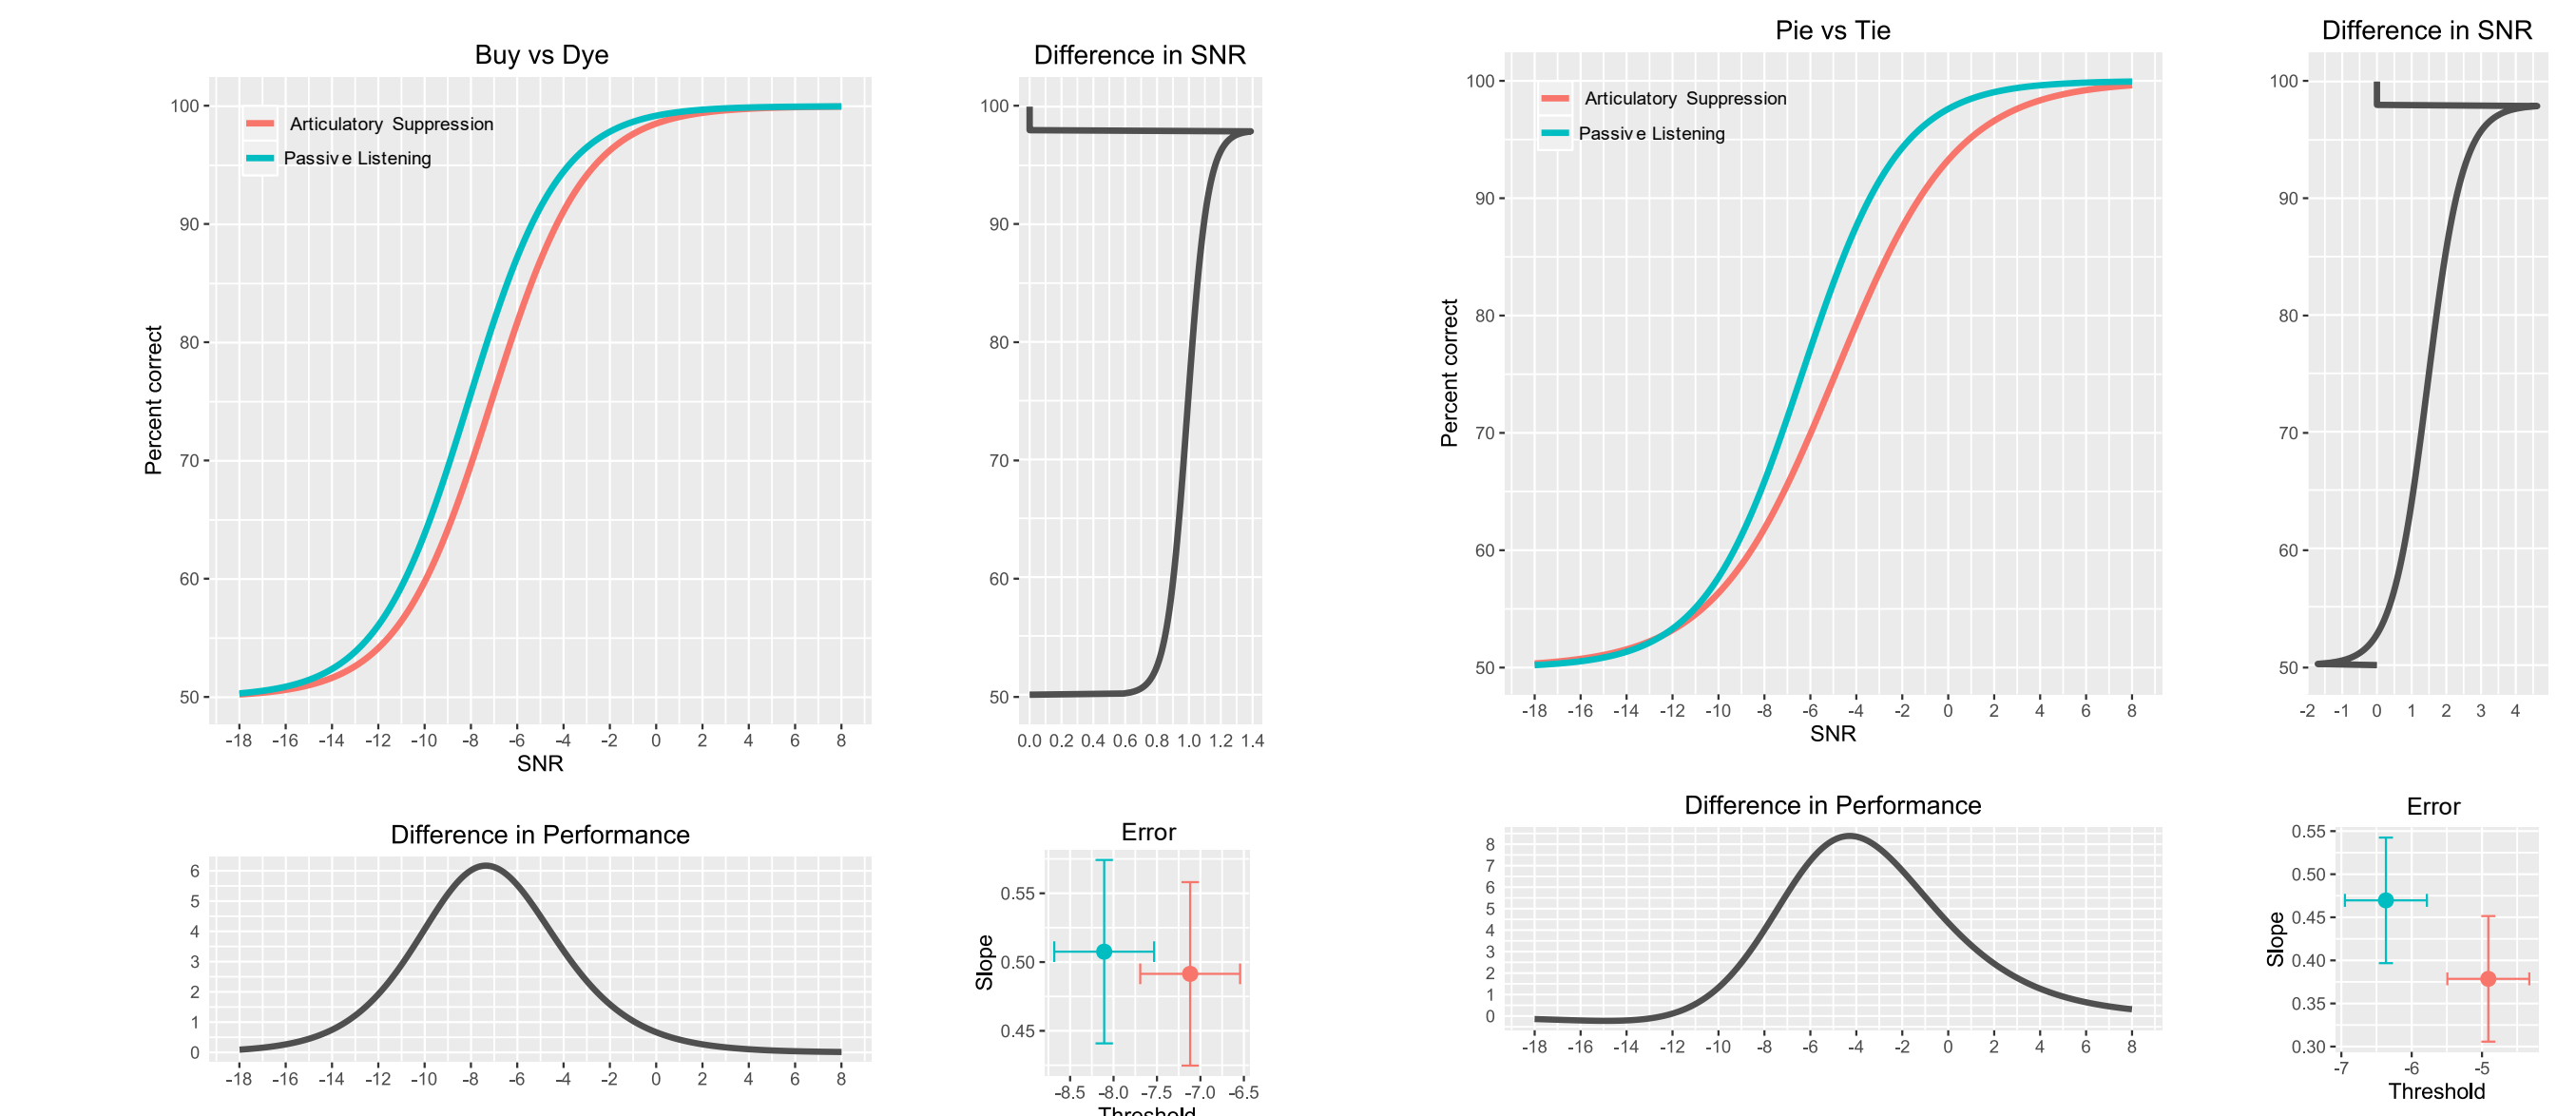 Buy vs Dye
100
90
80
70
60
50
Percent correct
Articulatory Suppression
Passive Listening
-18 -16 -14 -12 -10 -8 -6 -4 -2 0 2 4 6 8
SNR
Difference in SNR
100
90
80
70
60
50
0.0 0.2 0.4 0.6 0.8 1.0 1.2 1.4
Difference in Performance
6
5
4
3
2
1
0
-18 -16 -14 -12 -10 -8 -6 -4 -2 0 2 4 6 8
Error
0.55
0.50
0.45
Slope
-8.5 -8.0 -7.5 -7.0 -6.5
Threshold
Pie vs Tie
100
90
80
70
60
50
Percent correct
Articulatory Suppression
Passive Listening
-18 -16 -14 -12 -10 -8 -6 -4 -2 0 2 4 6 8
SNR
Difference in SNR
100
90
80
70
60
50
-2 -1 0 1 2 3 4
Difference in Performance
8
7
6
5
4
3
2
1
0
-18 -16 -14 -12 -10 -8 -6 -4 -2 0 2 4 6 8
Error
0.55
0.50
0.45
0.40
0.35
0.30
Slope
-7 -6 -5
Threshold